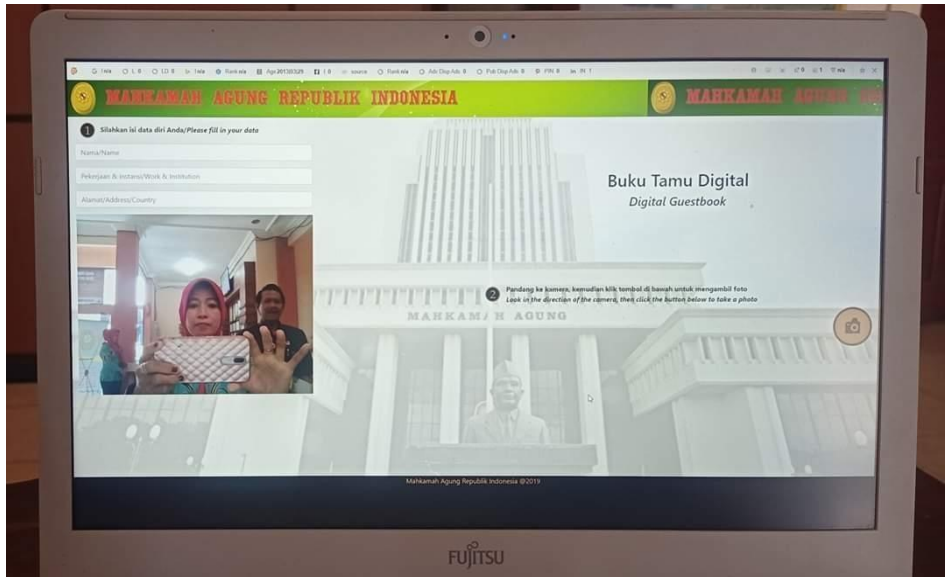 MAHKAMAH AGUNG REPUBLIK INDONESIA
MAHKAMAH AGUNG
1 Silahkan isi data diri Anda/Please fill in your data
Nama/Name
Pekerjaan & instansi/Work & Institution
Alamat/Address/Country
Buku Tamu Digital
Digital Guestbook
2 Pandang ke kamera, kemudian klik tombol di bawah untuk mengambil foto
Look in the direction of the camera, then click the button below to take a photo
MAHKAMAH AGUNG
Mahkamah Agung Republik Indonesia @2019
FUJITSU